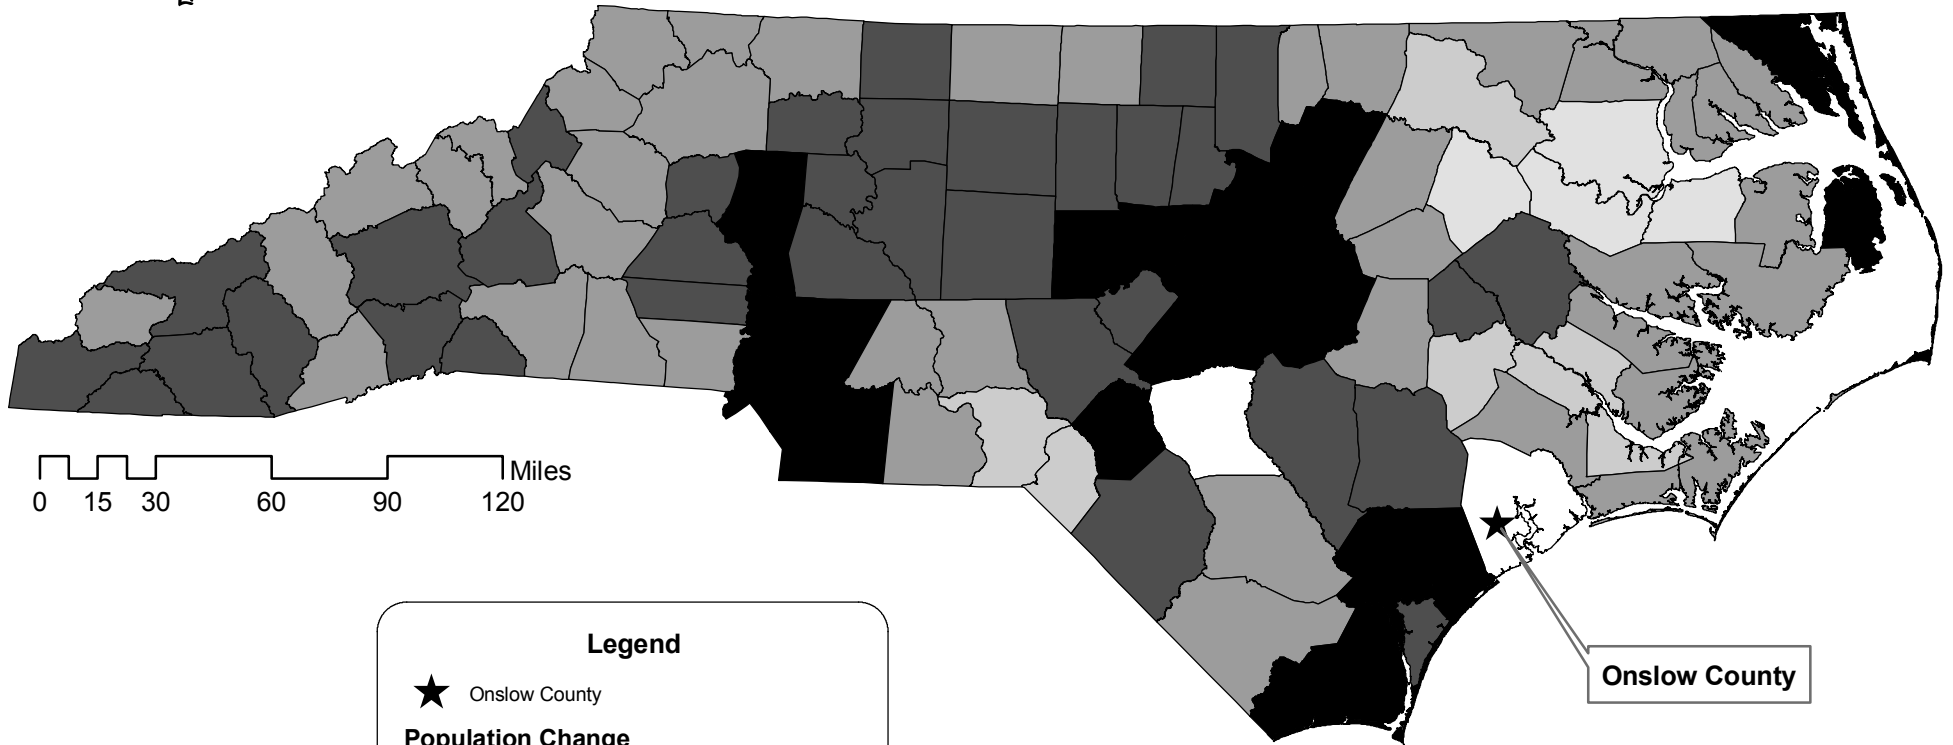 Miles
0 15 30 60 90 120
Legend
Onslow County
Population Change
Onslow County